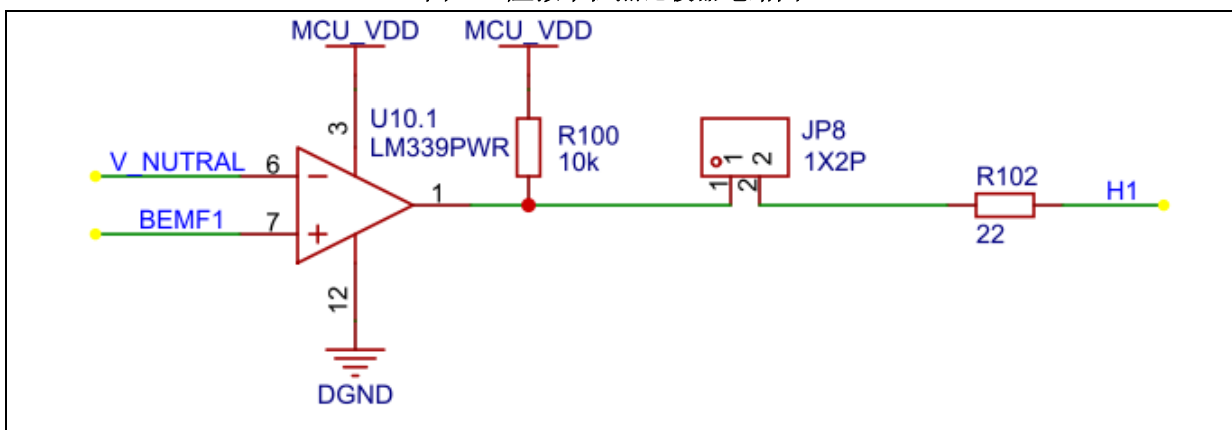 MCU_VDD
MCU_VDD
3
U10.1
LM339PWR
R100
10k
JP8
1X2P
1
2
1
2
V_NUTRAL
6
−
1
R102
22
H1
BEMF1
7
+
12
DGND